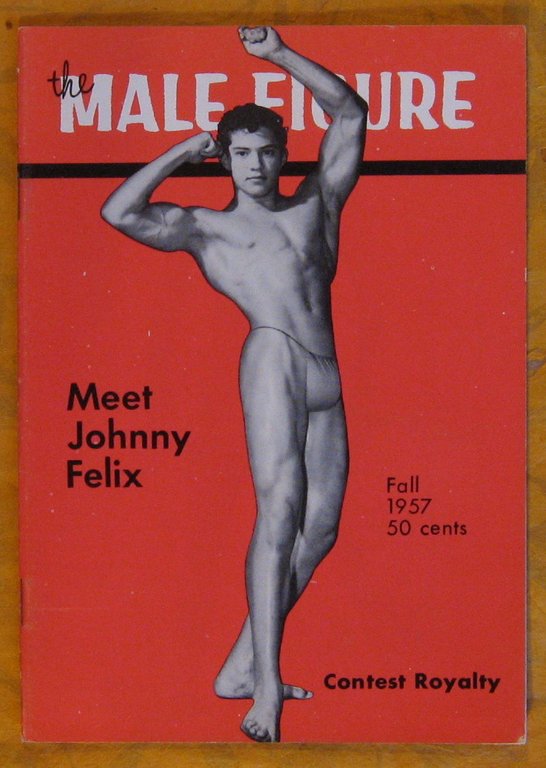 the
MALE FIGURE
Meet
Johnny
Felix
Fall
1957
50 cents
Contest Royalty